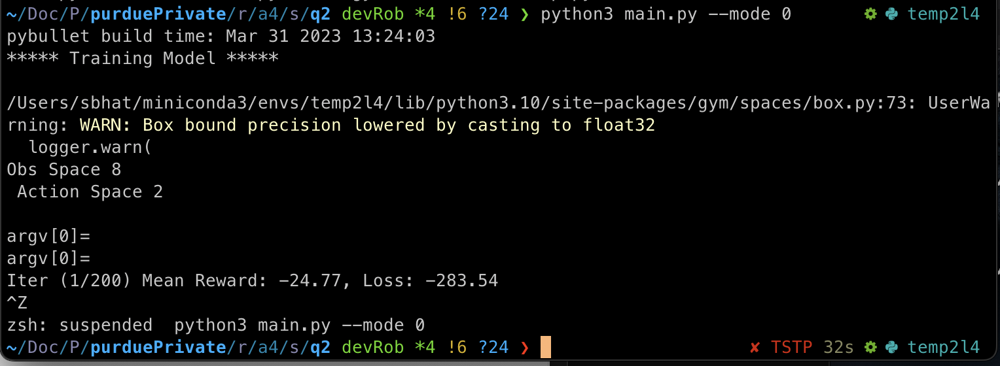 ~/Doc/P/purduePrivate/r/a4/s/q2 devRob *4 !6 ?24 ❯ python3 main.py --mode 0 temp2l4
pybullet build time: Mar 31 2023 13:24:03
***** Training Model *****
/Users/sbhat/miniconda3/envs/temp2l4/lib/python3.10/site-packages/gym/spaces/box.py:73: UserWa
rning: WARN: Box bound precision lowered by casting to float32
  logger.warn(
Obs Space 8
 Action Space 2
argv[0]=
argv[0]=
Iter (1/200) Mean Reward: -24.77, Loss: -283.54
^Z
zsh: suspended  python3 main.py --mode 0
~/Doc/P/purduePrivate/r/a4/s/q2 devRob *4 !6 ?24 ❯ ✘ TSTP 32s temp2l4